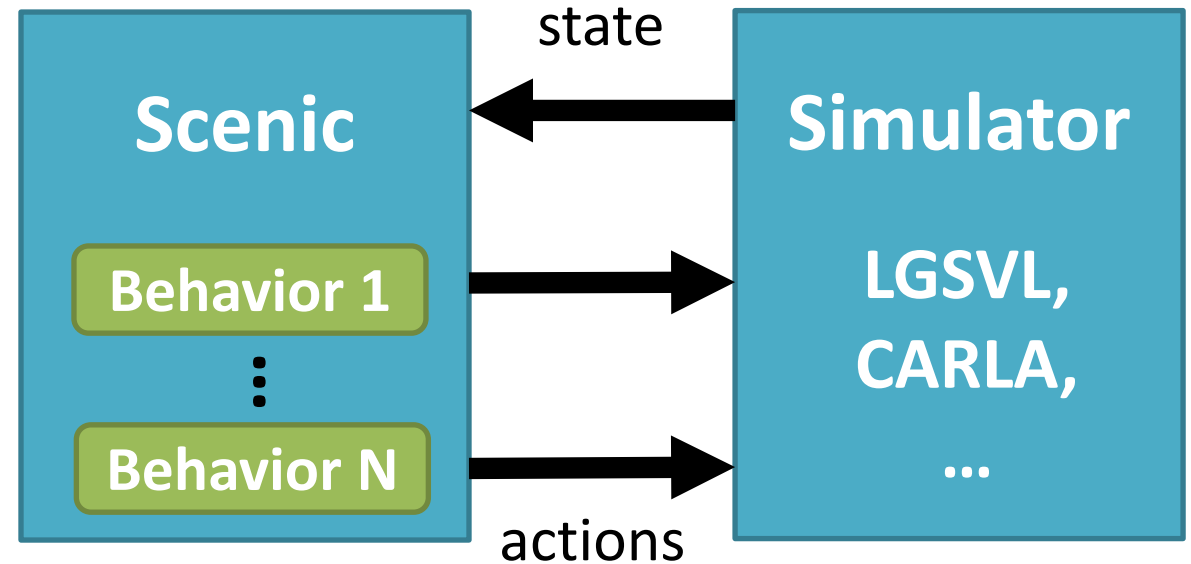 state
Scenic
Simulator
Behavior 1
⋮
Behavior N
LGSVL,
CARLA,
...
actions